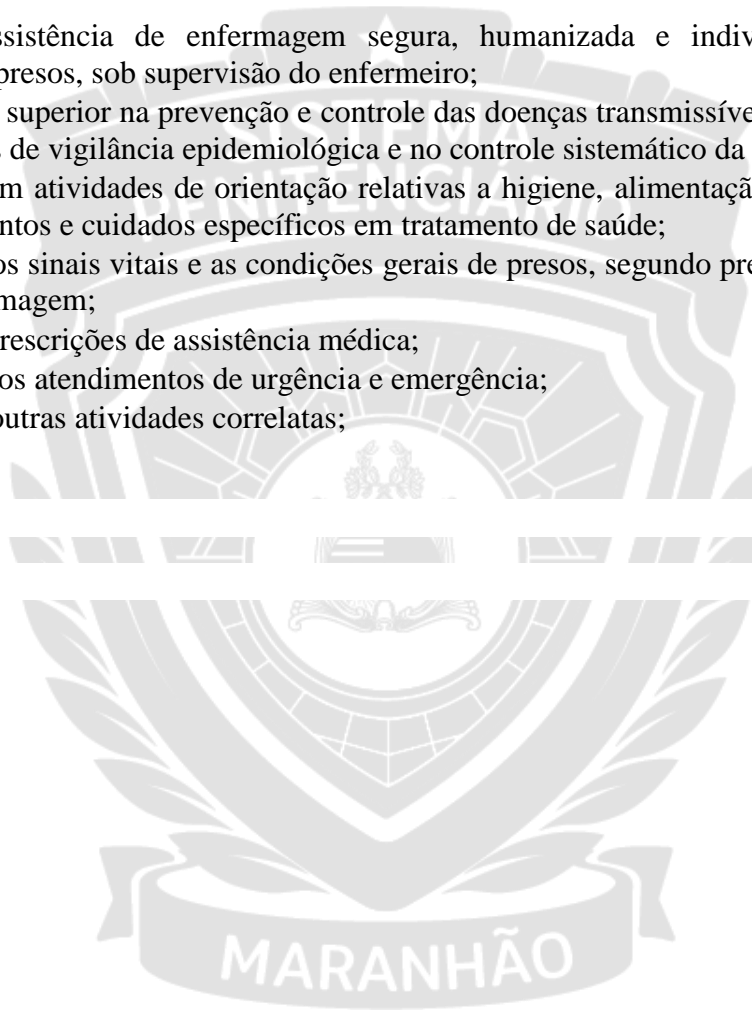 ssistência de enfermagem segura, humanizada e indiv
presos, sob supervisão do enfermeiro;
superior na prevenção e controle das doenças transmissíve
s de vigilância epidemiológica e no controle sistemático da
m atividades de orientação relativas a higiene, alimentaçã
ntos e cuidados específicos em tratamento de saúde;
os sinais vitais e as condições gerais de presos, segundo pre
magem;
rescrições de assistência médica;
os atendimentos de urgência e emergência;
outras atividades correlatas;
SISTEMA
PENITENCIÁRIO
MARANHÃO